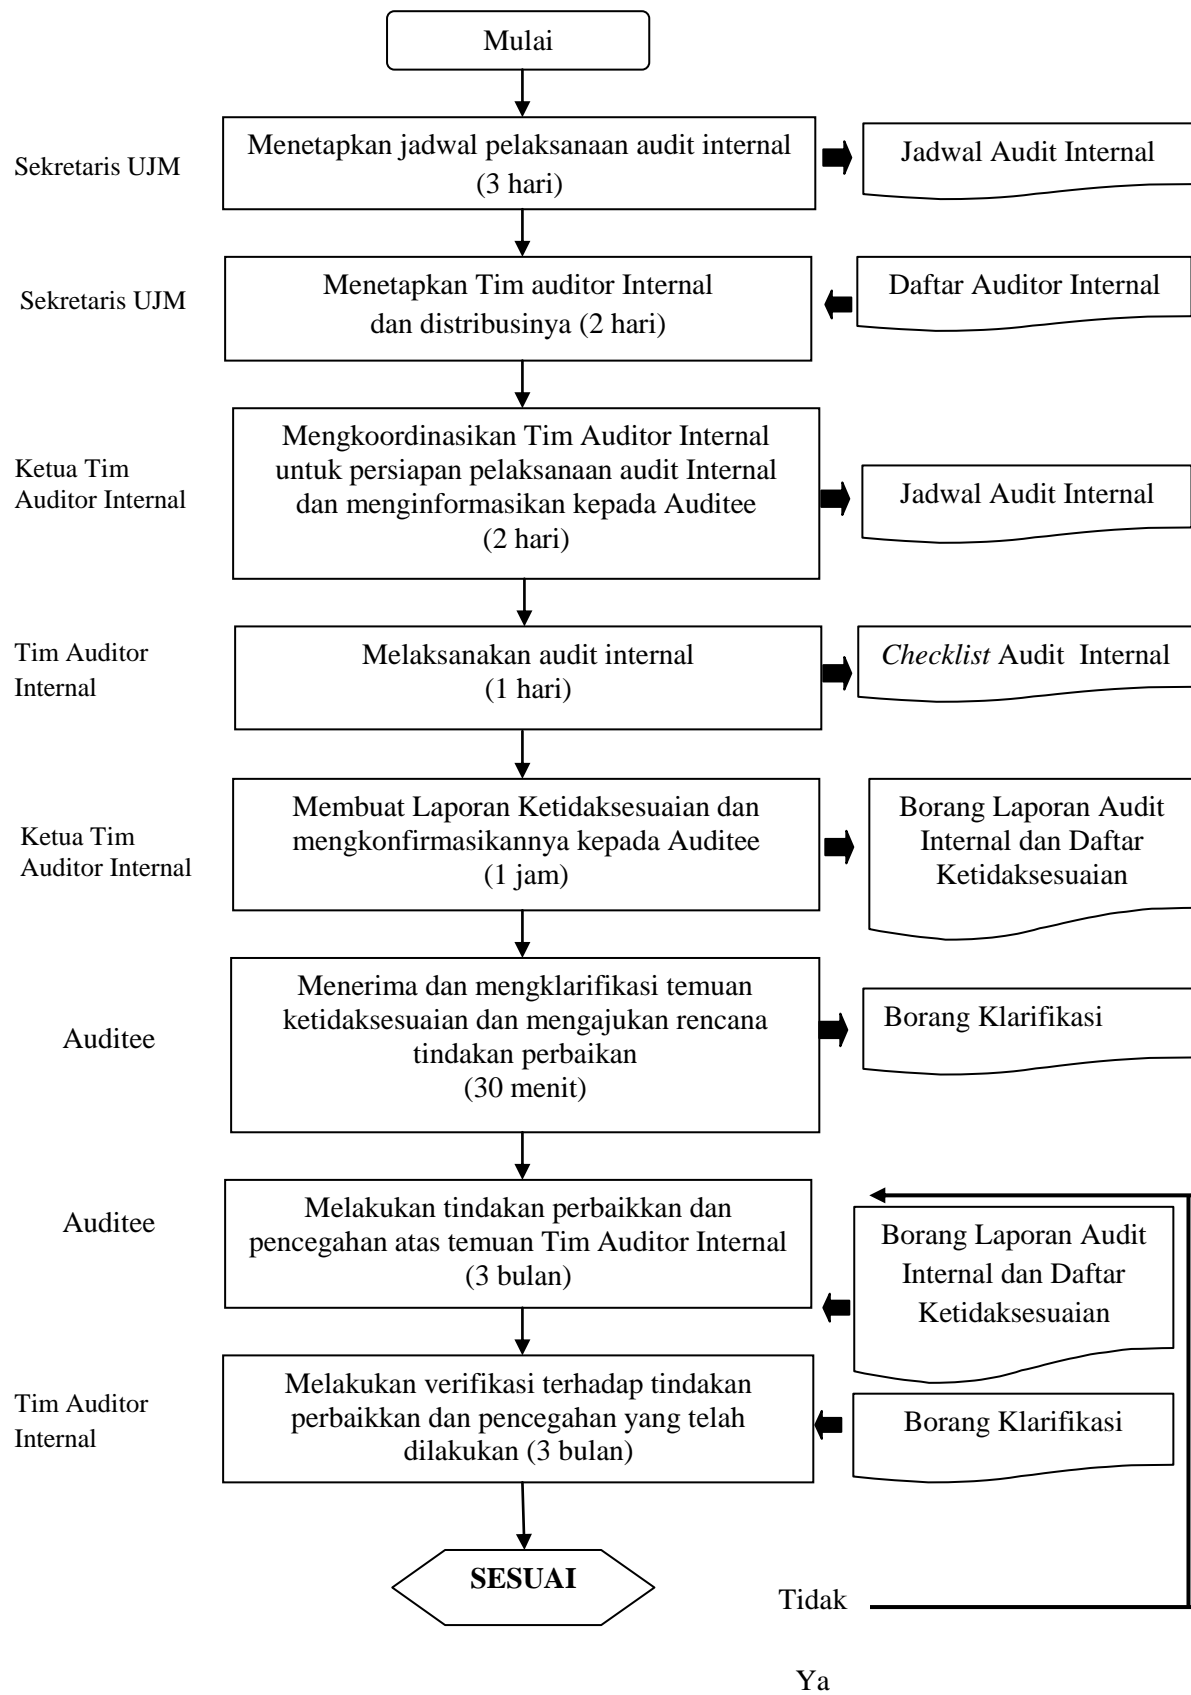 Mulai
Sekretaris UJM
Menetapkan jadwal pelaksanaan audit internal
(3 hari)
Jadwal Audit Internal
Sekretaris UJM
Menetapkan Tim auditor Internal
dan distribusinya (2 hari)
Daftar Auditor Internal
Ketua Tim
Auditor Internal
Mengkoordinasikan Tim Auditor Internal
untuk persiapan pelaksanaan audit Internal
dan menginformasikan kepada Auditee
(2 hari)
Jadwal Audit Internal
Tim Auditor
Internal
Melaksanakan audit internal
(1 hari)
Checklist Audit Internal
Ketua Tim
Auditor Internal
Membuat Laporan Ketidaksesuaian dan
mengkonfirmasikannya kepada Auditee
(1 jam)
Borang Laporan Audit
Internal dan Daftar
Ketidaksesuaian
Auditee
Menerima dan mengklarifikasi temuan
ketidaksesuaian dan mengajukan rencana
tindakan perbaikan
(30 menit)
Borang Klarifikasi
Auditee
Melakukan tindakan perbaikkan dan
pencegahan atas temuan Tim Auditor Internal
(3 bulan)
Borang Laporan Audit
Internal dan Daftar
Ketidaksesuaian
Tim Auditor
Internal
Melakukan verifikasi terhadap tindakan
perbaikkan dan pencegahan yang telah
dilakukan (3 bulan)
Borang Klarifikasi
SESUAI
Tidak
Ya